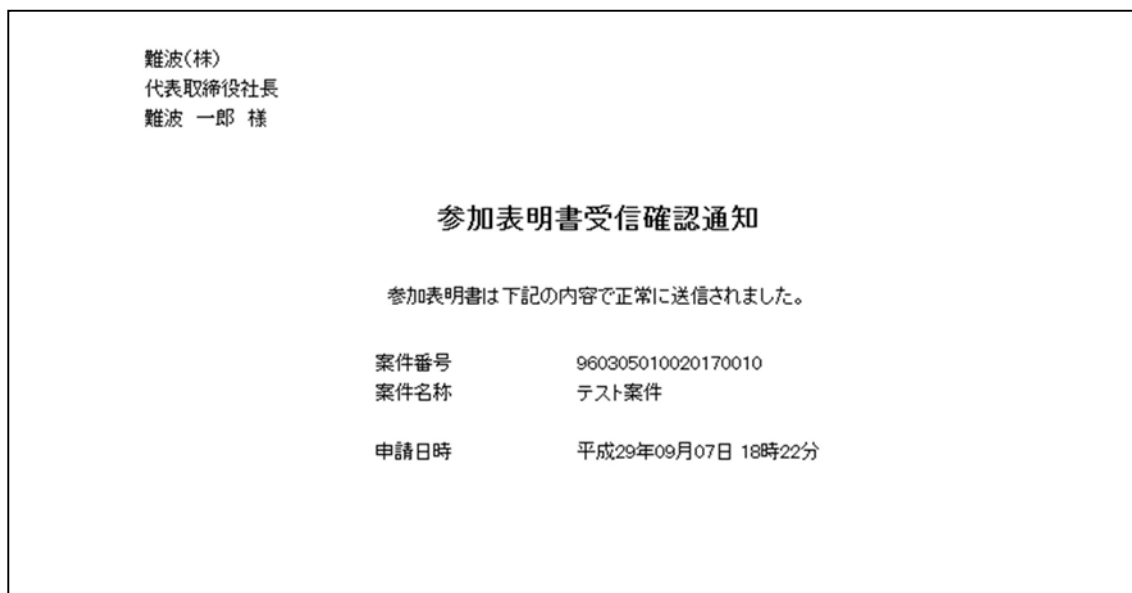 難波(株)
代表取締役社長
難波 一郎 様
参加表明書受信確認通知
参加表明書は下記の内容で正常に送信されました。
案件番号 960305010020170010
案件名称 テスト案件
申請日時 平成29年09月07日 18時22分